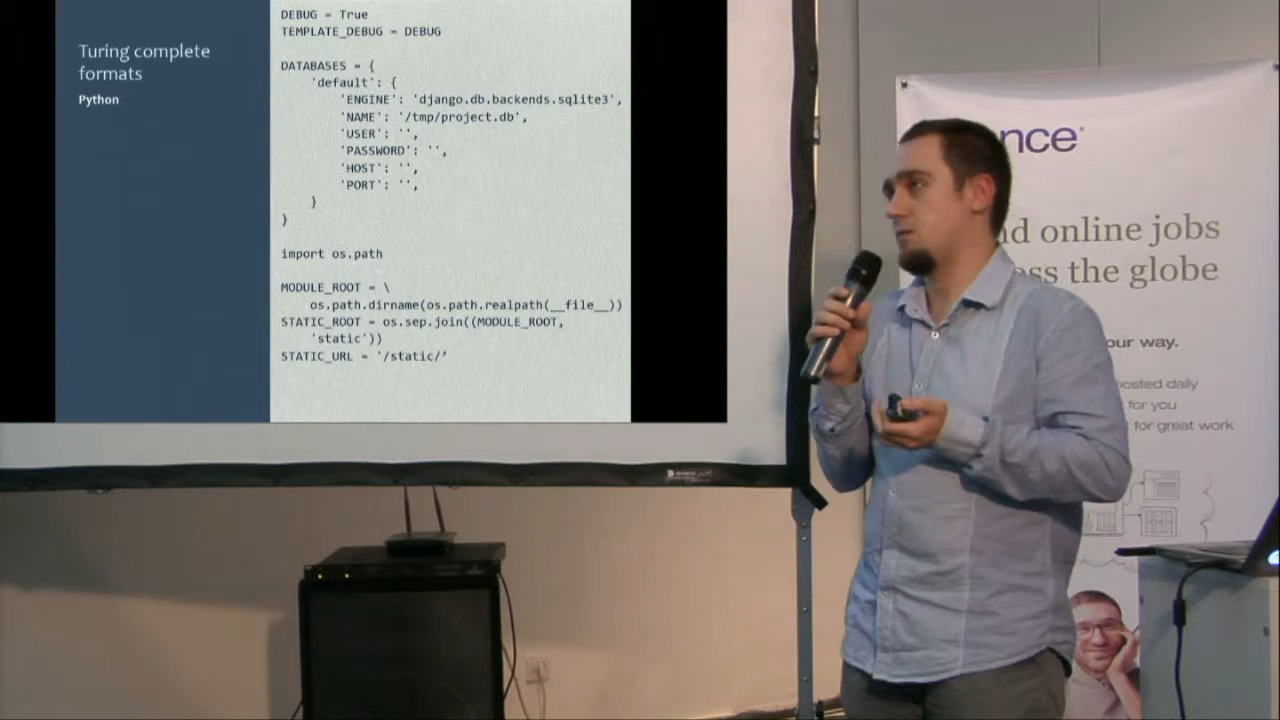 Turing complete
formats
Python
DEBUG = True
TEMPLATE_DEBUG = DEBUG
DATABASES = {
'default': {
'ENGINE': 'django.db.backends.sqlite3',
'NAME': '/tmp/project.db',
'USER': '',
'PASSWORD': '',
'HOST': '',
'PORT': '',
}
}
import os.path
MODULE_ROOT = \
os.path.dirname(os.path.realpath(__file__))
STATIC_ROOT = os.sep.join((MODULE_ROOT,
'static'))
STATIC_URL = '/static/'
nce
d online jobs
ss the globe
our way.
osted daily
for you
for great work